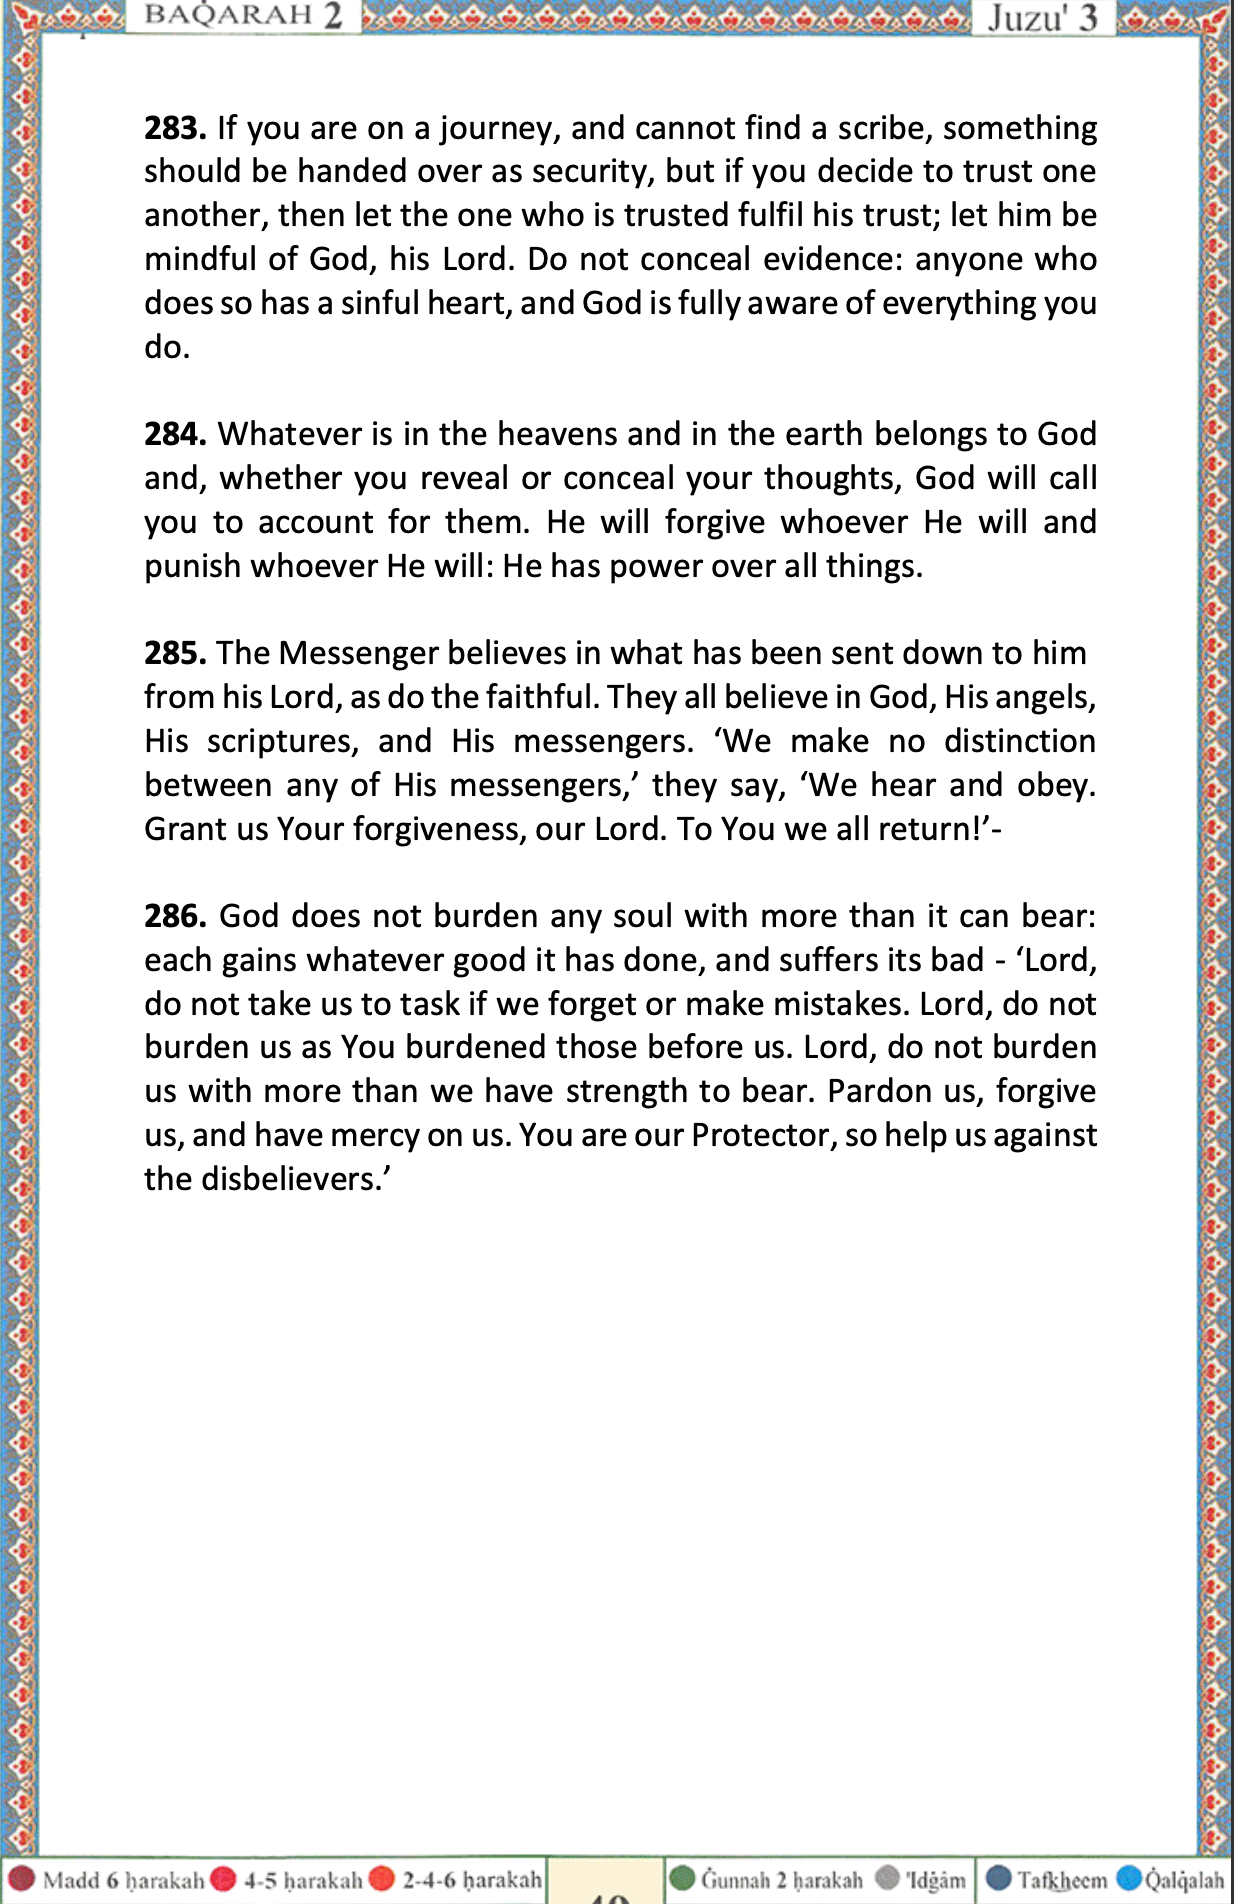 BAQ̇ARAH 2
Juzu' 3
283. If you are on a journey, and cannot find a scribe, something
should be handed over as security, but if you decide to trust one
another, then let the one who is trusted fulfil his trust; let him be
mindful of God, his Lord. Do not conceal evidence: anyone who
does so has a sinful heart, and God is fully aware of everything you
do.
284. Whatever is in the heavens and in the earth belongs to God
and, whether you reveal or conceal your thoughts, God will call
you to account for them. He will forgive whoever He will and
punish whoever He will: He has power over all things.
285. The Messenger believes in what has been sent down to him
from his Lord, as do the faithful. They all believe in God, His angels,
His scriptures, and His messengers. ‘We make no distinction
between any of His messengers,’ they say, ‘We hear and obey.
Grant us Your forgiveness, our Lord. To You we all return!’-
286. God does not burden any soul with more than it can bear:
each gains whatever good it has done, and suffers its bad - ‘Lord,
do not take us to task if we forget or make mistakes. Lord, do not
burden us as You burdened those before us. Lord, do not burden
us with more than we have strength to bear. Pardon us, forgive
us, and have mercy on us. You are our Protector, so help us against
the disbelievers.’
Madd 6 ḥarakah 4-5 ḥarakah 2-4-6 ḥarakah
Ġunnah 2 ḥarakah 'Idġâm Tafk͟heem Q̇alq̇alah